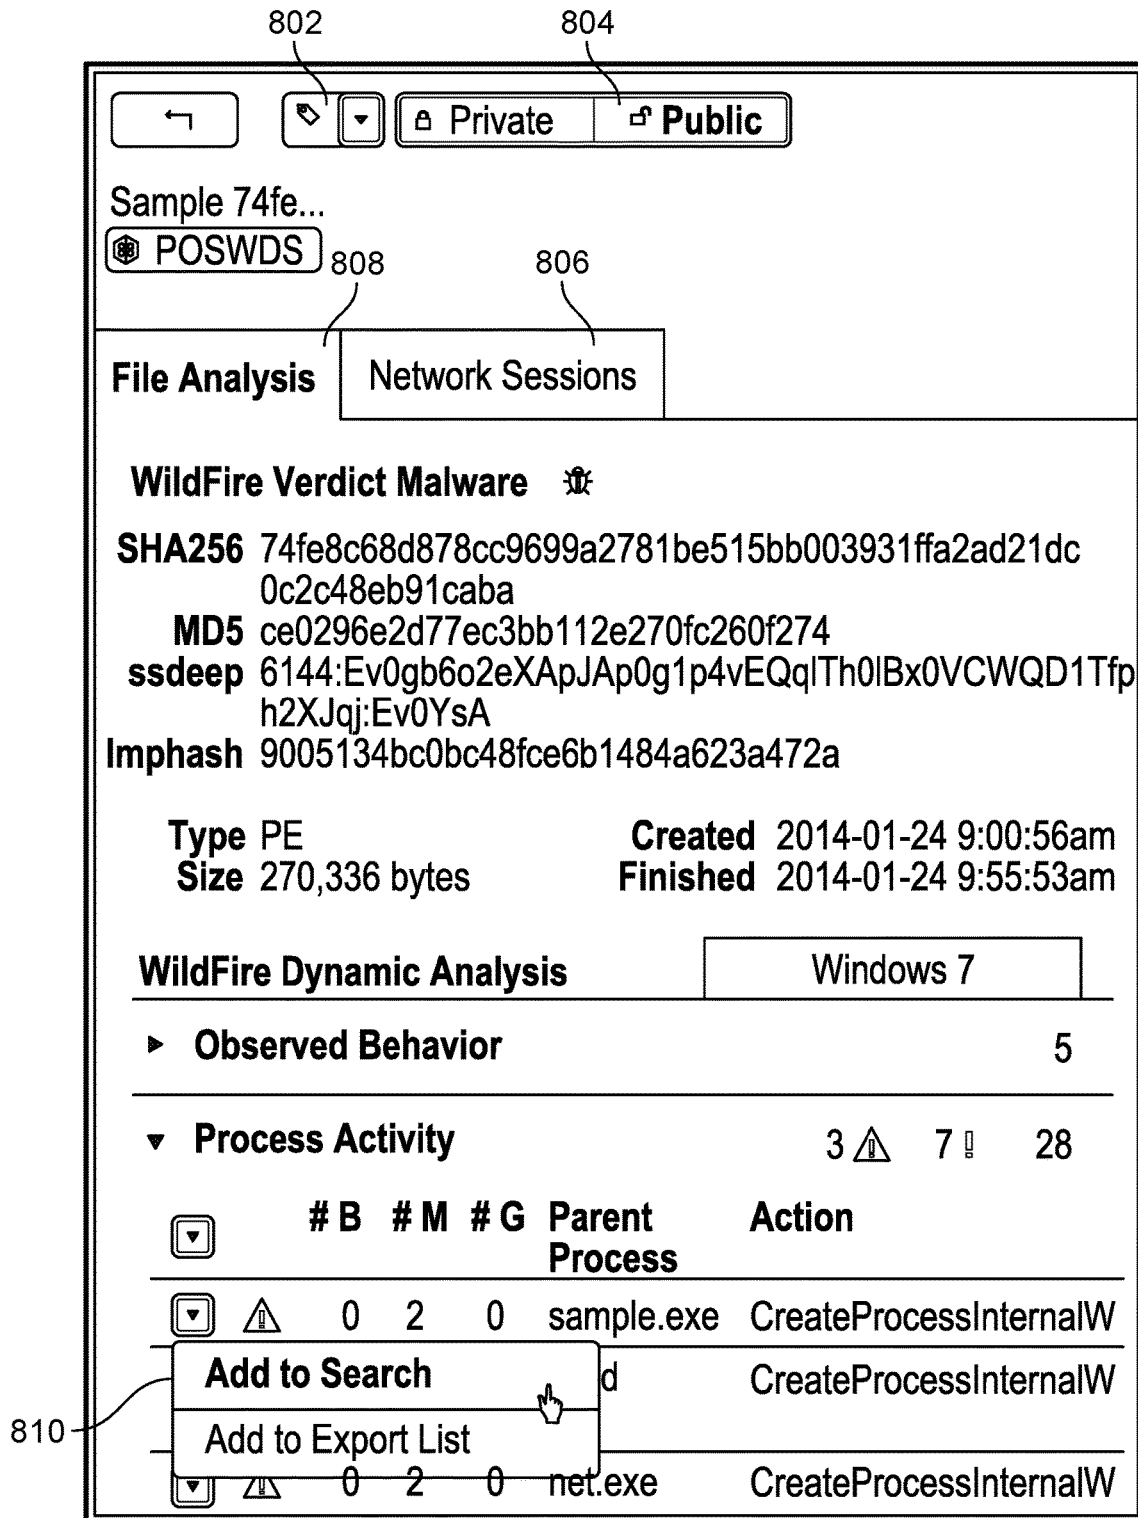 802 804
Private Public
Sample 74fe...
POSWDS
808 806
File Analysis Network Sessions
WildFire Verdict Malware
SHA256 74fe8c68d878cc9699a2781be515bb003931ffa2ad21dc
0c2c48eb91caba
MD5 ce0296e2d77ec3bb112e270fc260f274
ssdeep 6144:Ev0gb6o2eXApJAp0g1p4vEQqlTh0lBx0VCWQD1Tfp
h2XJqj:Ev0YsA
Imphash 9005134bc0bc48fce6b1484a623a472a
Type PE Created 2014-01-24 9:00:56am
Size 270,336 bytes Finished 2014-01-24 9:55:53am
WildFire Dynamic Analysis Windows 7
Observed Behavior 5
Process Activity 3 7 28
# B # M # G Parent Action
Process
0 2 0 sample.exe CreateProcessInternalW
Add to Search d CreateProcessInternalW
810 Add to Export List
0 2 0 net.exe CreateProcessInternalW